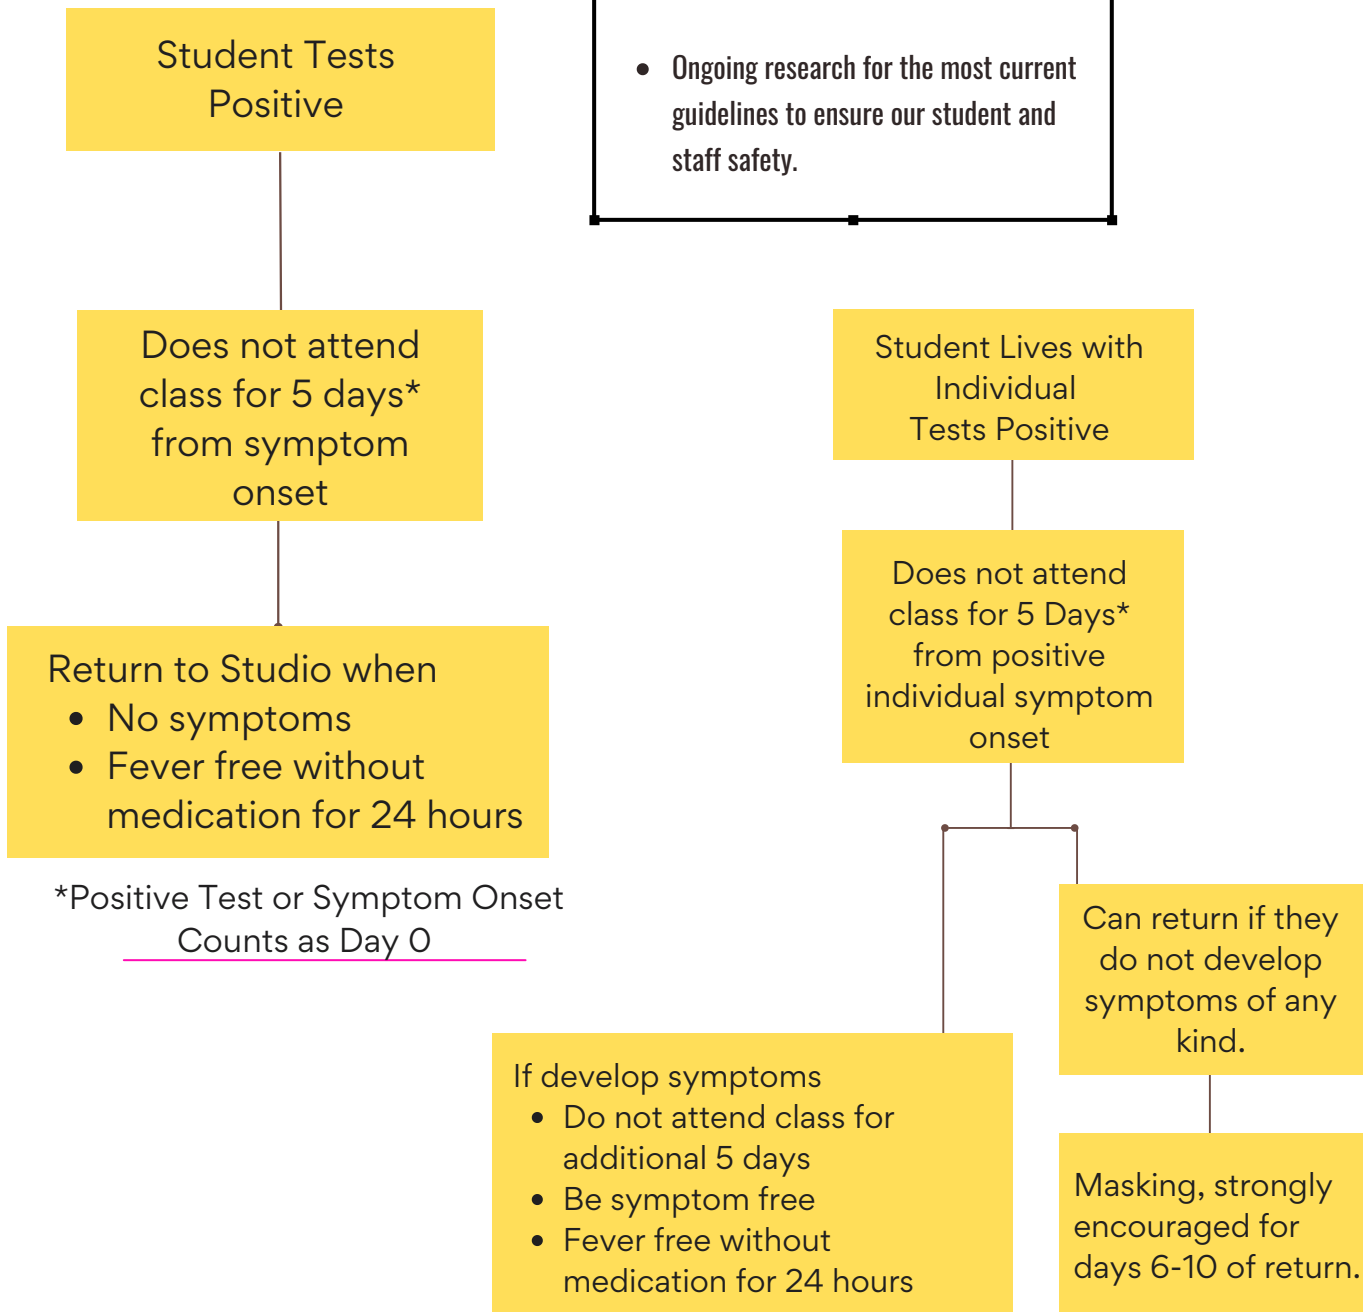 Student Tests
Positive
• Ongoing research for the most current
guidelines to ensure our student and
staff safety.
Does not attend
class for 5 days*
from symptom
onset
Return to Studio when
• No symptoms
• Fever free without
medication for 24 hours
*Positive Test or Symptom Onset
Counts as Day 0
Student Lives with
Individual
Tests Positive
Does not attend
class for 5 Days*
from positive
individual symptom
onset
If develop symptoms
• Do not attend class for
additional 5 days
• Be symptom free
• Fever free without
medication for 24 hours
Can return if they
do not develop
symptoms of any
kind.
Masking, strongly
encouraged for
days 6-10 of return.